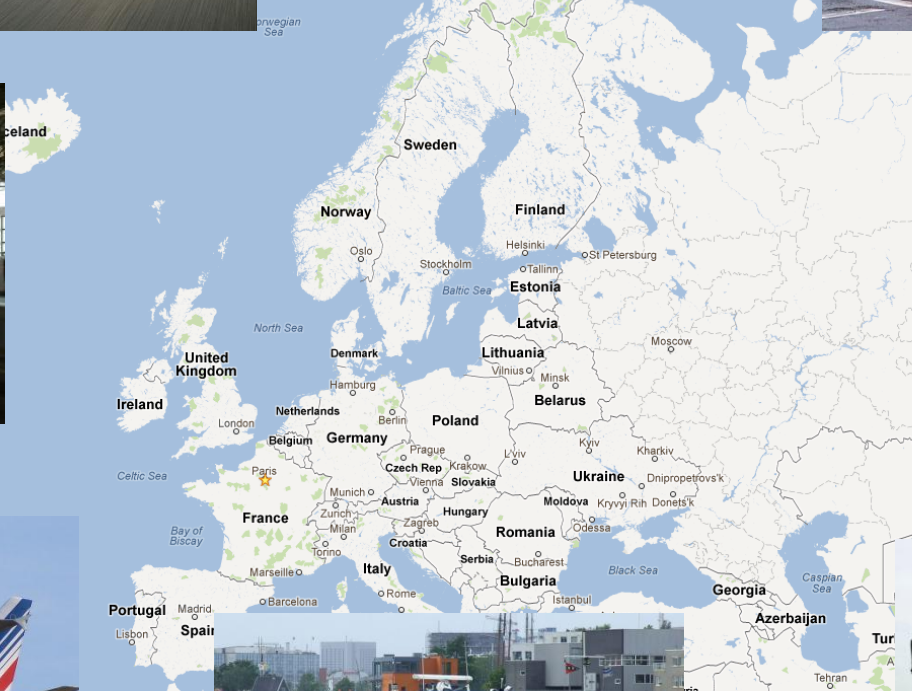 orwegian
Sea
celand
Sweden
Norway
Finland
Helsinki
Oslo
St Petersburg
Stockholm
Tallinn
Baltic Sea
Estonia
North Sea
Latvia
Moscow
Denmark
Lithuania
United
Kingdom
Vilnius
Minsk
Hamburg
Ireland
Belarus
Netherlands
London
Berlin
Poland
Belgium
Germany
Kyiv
Prague
L'viv
Kharkiv
Paris
Czech Rep
Krakow
Celtic Sea
Ukraine
Dnipropetrovs'k
Vienna
Slovakia
Munich
Austria
Moldova
Kryvyi Rih
Donets'k
Zurich
Hungary
France
Zagreb
Odessa
Milan
Romania
Bay of
Biscay
Croatia
Torino
Serbia
Bucharest
Marseille
Italy
Black Sea
Caspian
Sea
Bulgaria
Georgia
Rome
Barcelona
Istanbul
Portugal
Madrid
Azerbaijan
Lisbon
Spain
Tur
A
Tehran
ria